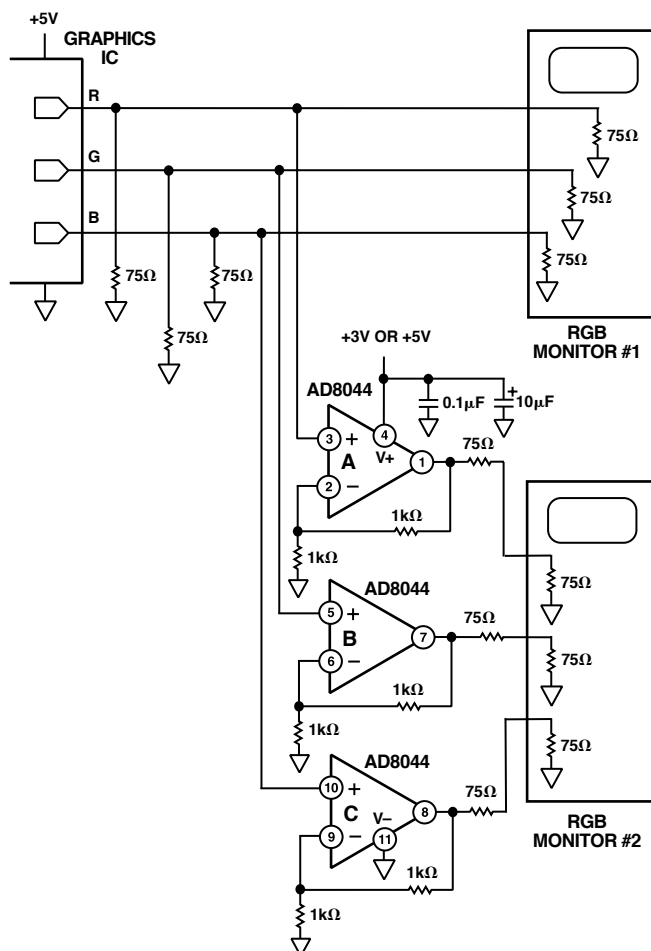 +5V
GRAPHICS
IC
R
G
B
75Ω
75Ω
75Ω
75Ω
75Ω
75Ω
RGB
MONITOR #1
+3V OR +5V
AD8044
0.1µF
+
10µF
3
+
4
V+
A
1
75Ω
2
–
1kΩ
1kΩ
75Ω
AD8044
5
+
B
7
75Ω
75Ω
6
–
1kΩ
1kΩ
75Ω
AD8044
10
+
C
V–
8
75Ω
9
–
11
RGB
MONITOR #2
1kΩ
1kΩ